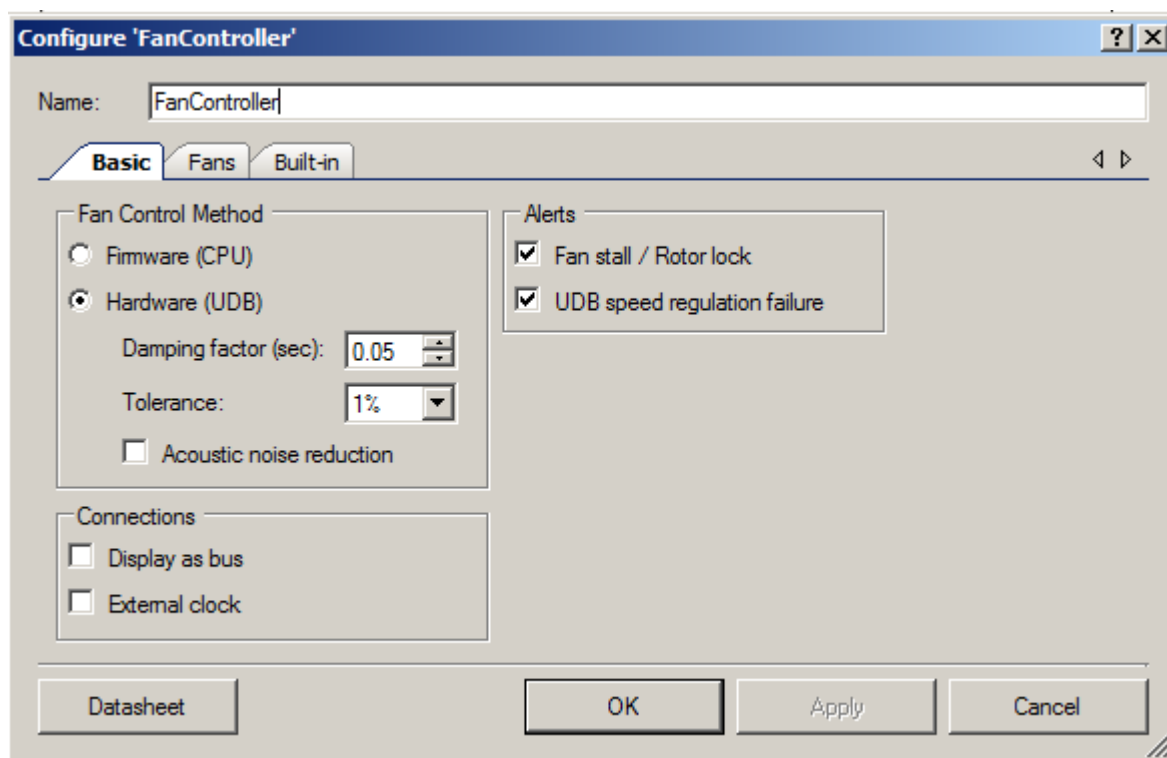 Configure 'FanController'
Name: FanController
Basic Fans Built-in
Fan Control Method
Firmware (CPU)
Hardware (UDB)
Damping factor (sec): 0.05
Tolerance: 1%
Acoustic noise reduction
Alerts
Fan stall / Rotor lock
UDB speed regulation failure
Connections
Display as bus
External clock
Datasheet OK Apply Cancel